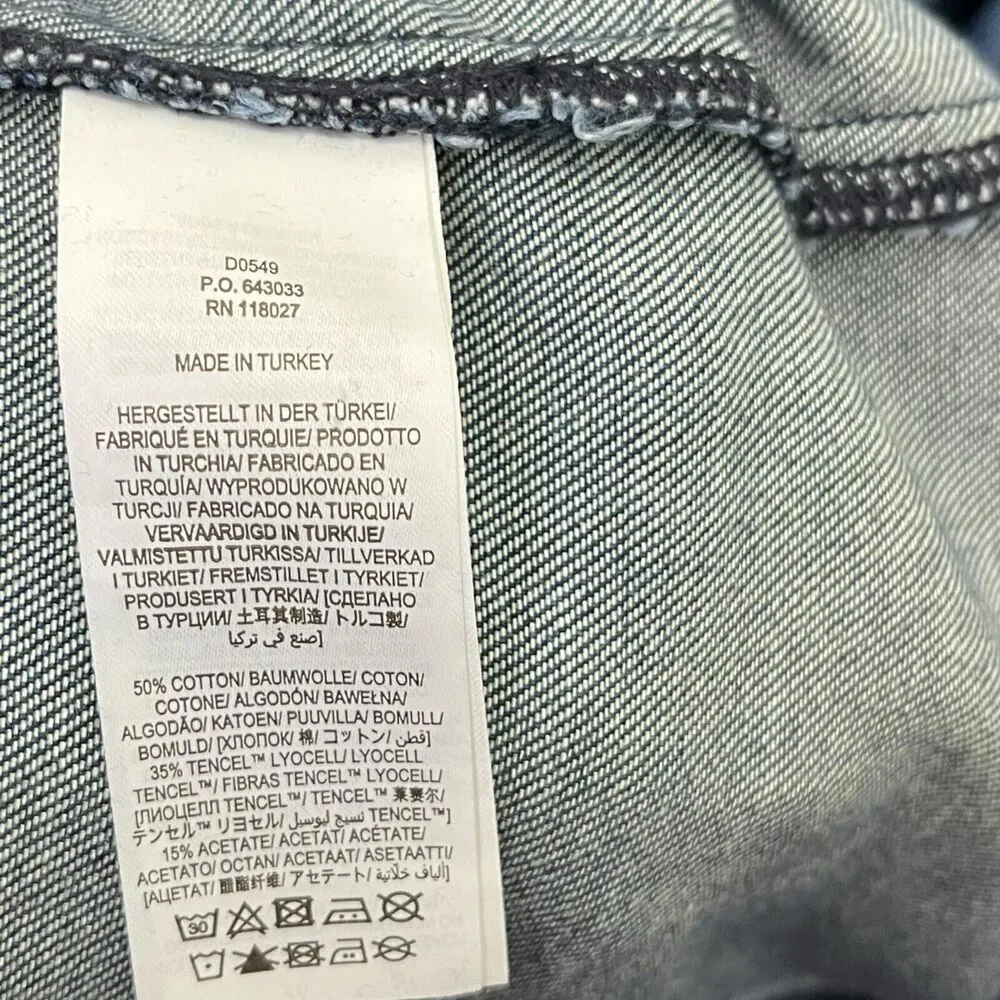 D0549
P.O. 643033
RN 118027
MADE IN TURKEY
HERGESTELLT IN DER TÜRKEI/
FABRIQUÉ EN TURQUIE/ PRODOTTO
IN TURCHIA/ FABRICADO EN
TURQUÍA/ WYPRODUKOWANO W
TURCJI/ FABRICADO NA TURQUIA/
VERVAARDIGD IN TURKIJE/
VALMISTETTU TURKISSA/ TILLVERKAD
I TURKIET/ FREMSTILLET I TYRKIET/
PRODUSERT I TYRKIA/ [СДЕЛАНО
В ТУРЦИИ/ 土耳其制造/ トルコ製/
صنع في تركيا]
50% COTTON/ BAUMWOLLE/ COTON/
COTONE/ ALGODÓN/ BAWEŁNA/
ALGODÃO/ KATOEN/ PUUVILLA/ BOMULL/
BOMULD/ [ХЛОПОК/ 棉/ コットン/ قطن]
35% TENCEL™ LYOCELL/ LYOCELL
TENCEL™/ FIBRAS TENCEL™ LYOCELL/
[ЛИОЦЕЛЛ TENCEL™/ TENCEL™ 莱赛尔/
テンセル™ リヨセル/ نسيج ليوسيل TENCEL™]
15% ACETATE/ ACETAT/ ACÉTATE/
ACETATO/ OCTAN/ ACETAAT/ ASETAATTI/
[АЦЕТАТ/ 醋酯纤维/ アセテート/ ألياف خلّاتية]
30